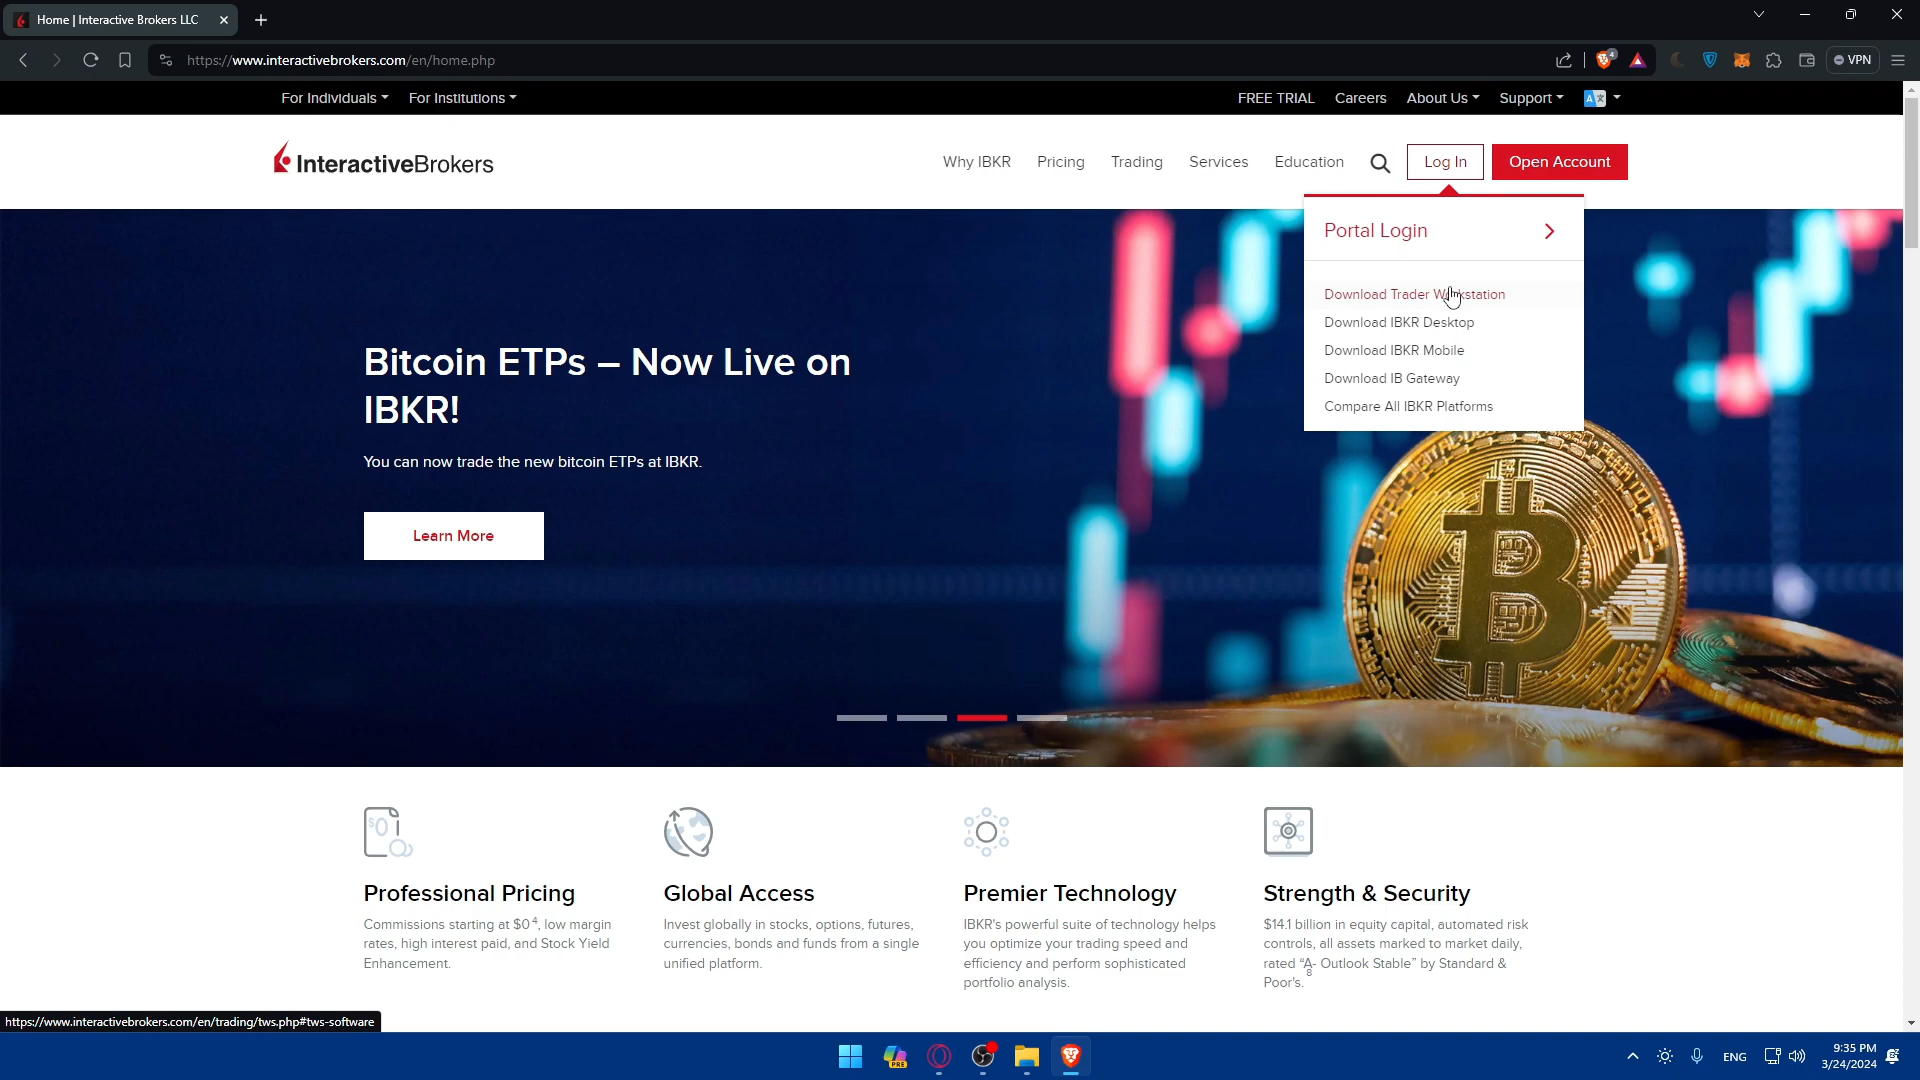 Home | Interactive Brokers LLC
https://www.interactivebrokers.com/en/home.php
4
VPN
For Individuals
For Institutions
FREE TRIAL
Careers
About Us
Support
InteractiveBrokers
Why IBKR
Pricing
Trading
Services
Education
Log In
Open Account
Portal Login
Download Trader Workstation
Download IBKR Desktop
Download IBKR Mobile
Download IB Gateway
Compare All IBKR Platforms
Bitcoin ETPs – Now Live on
IBKR!
You can now trade the new bitcoin ETPs at IBKR.
Learn More
Professional Pricing
Commissions starting at $0⁴, low margin
rates, high interest paid, and Stock Yield
Enhancement.
Global Access
Invest globally in stocks, options, futures,
currencies, bonds and funds from a single
unified platform.
Premier Technology
IBKR's powerful suite of technology helps
you optimize your trading speed and
efficiency and perform sophisticated
portfolio analysis.
Strength & Security
$14.1 billion in equity capital, automated risk
controls, all assets marked to market daily,
rated “A- Outlook Stable” by Standard &
Poor's.
https://www.interactivebrokers.com/en/trading/tws.php#tws-software
PRE
ENG
9:35 PM
3/24/2024